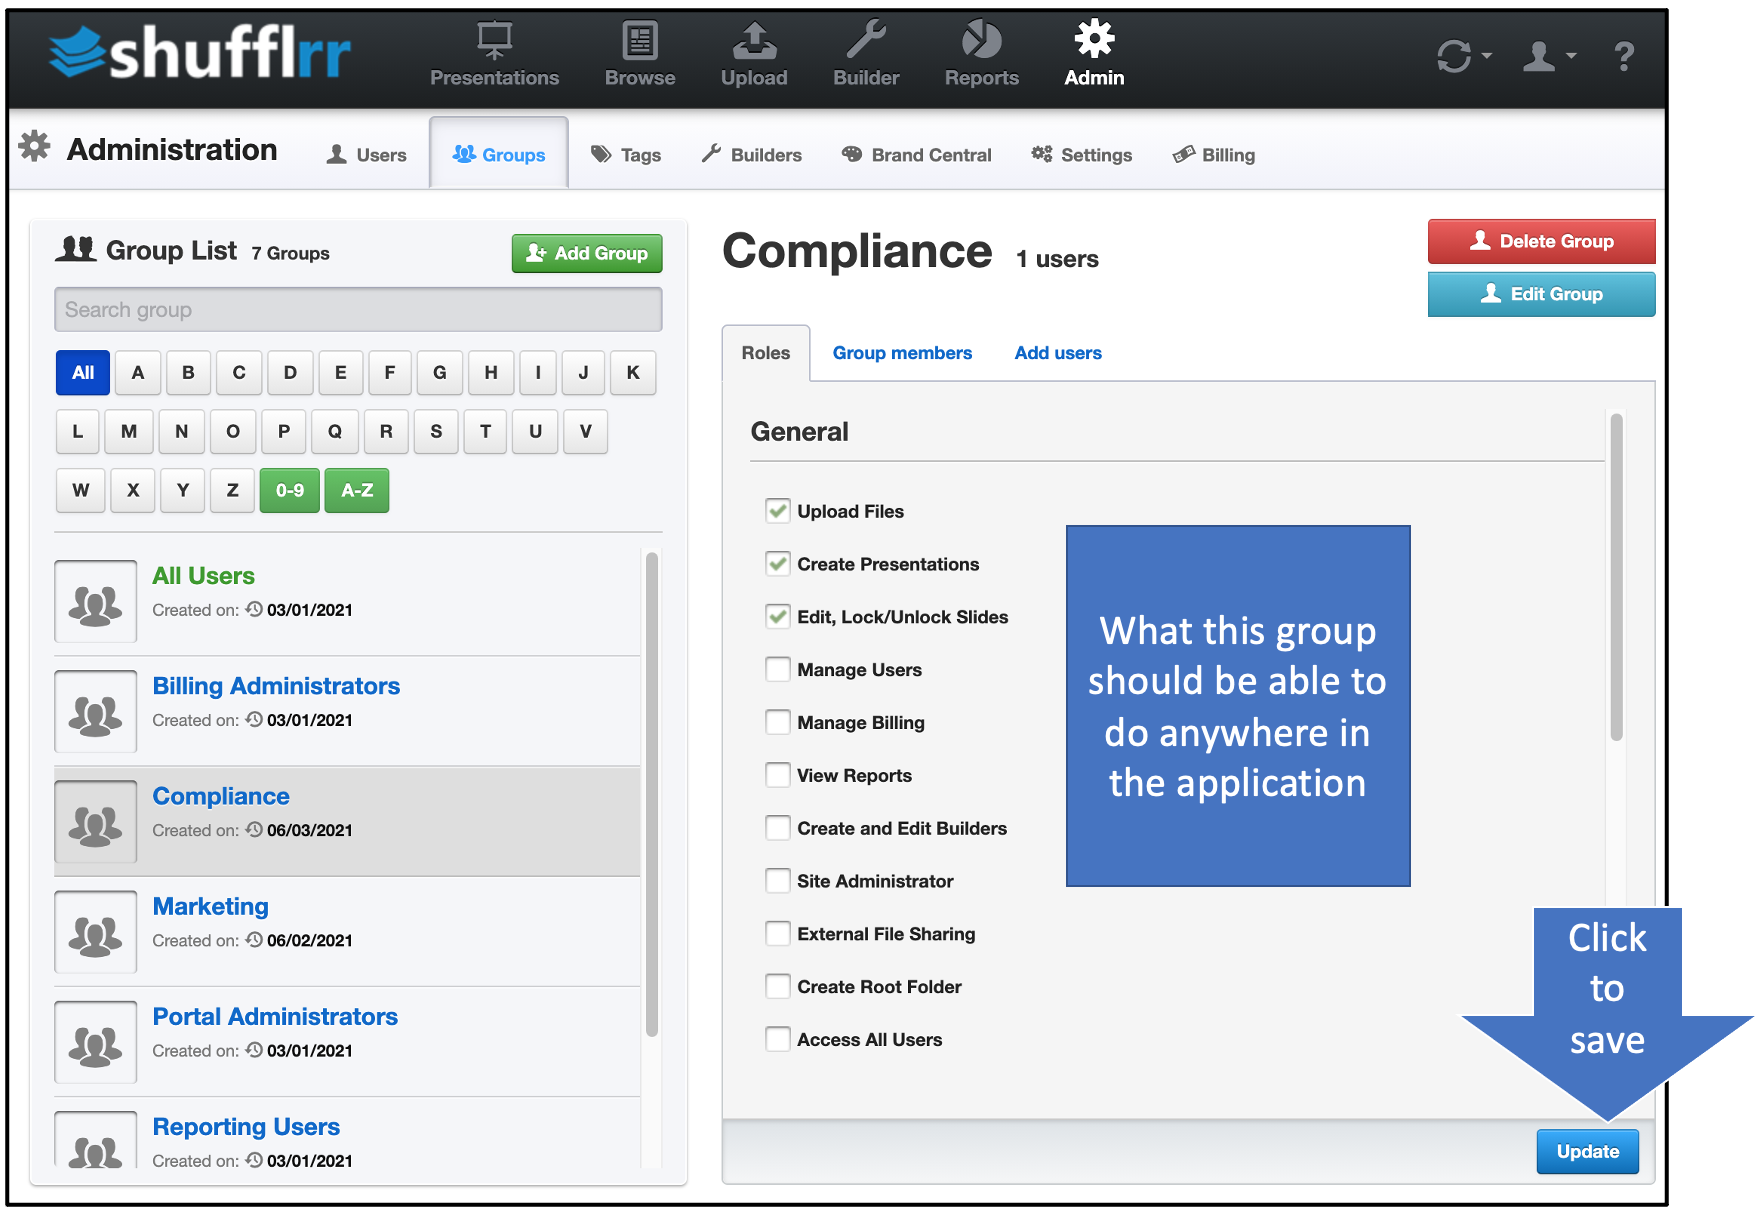 shufflrr
Presentations
Browse
Upload
Builder
Reports
Admin
?
Administration
Users
Groups
Tags
Builders
Brand Central
Settings
Billing
Group List 7 Groups
Add Group
Search group
All A B C D E F G H I J K
L M N O P Q R S T U V
W X Y Z 0-9 A-Z
All Users
Created on: 03/01/2021
Billing Administrators
Created on: 03/01/2021
Compliance
Created on: 06/03/2021
Marketing
Created on: 06/02/2021
Portal Administrators
Created on: 03/01/2021
Reporting Users
Created on: 03/01/2021
Compliance 1 users
Delete Group
Edit Group
Roles
Group members
Add users
General
Upload Files
Create Presentations
Edit, Lock/Unlock Slides
Manage Users
Manage Billing
View Reports
Create and Edit Builders
Site Administrator
External File Sharing
Create Root Folder
Access All Users
What this group
should be able to
do anywhere in
the application
Click
to
save
Update